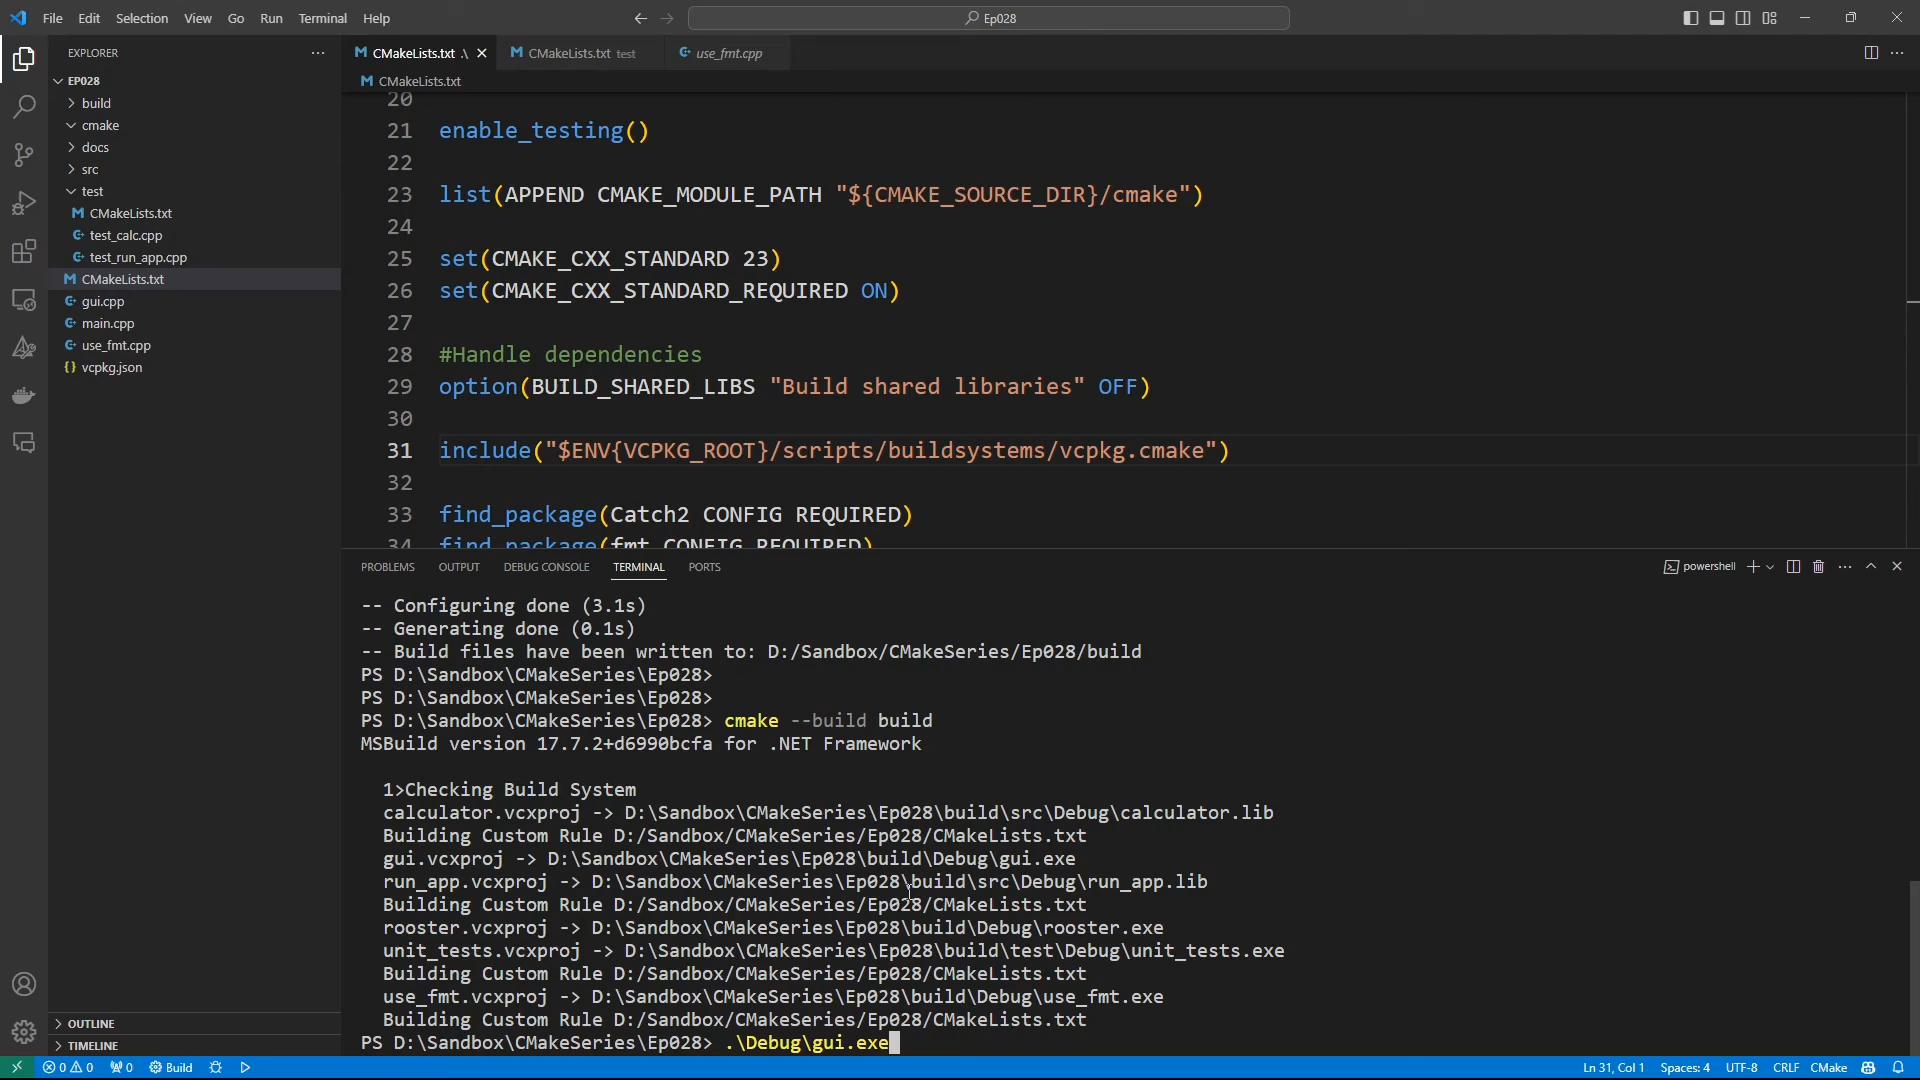 File Edit Selection View Go Run Terminal Help
Ep028
EXPLORER
CMakeLists.txt .\
CMakeLists.txt test
use_fmt.cpp
EP028
build
cmake
docs
src
test
CMakeLists.txt
test_calc.cpp
test_run_app.cpp
CMakeLists.txt
gui.cpp
main.cpp
use_fmt.cpp
vcpkg.json
OUTLINE
TIMELINE
CMakeLists.txt
20
21 enable_testing()
22
23 list(APPEND CMAKE_MODULE_PATH "${CMAKE_SOURCE_DIR}/cmake")
24
25 set(CMAKE_CXX_STANDARD 23)
26 set(CMAKE_CXX_STANDARD_REQUIRED ON)
27
28 #Handle dependencies
29 option(BUILD_SHARED_LIBS "Build shared libraries" OFF)
30
31 include("$ENV{VCPKG_ROOT}/scripts/buildsystems/vcpkg.cmake")
32
33 find_package(Catch2 CONFIG REQUIRED)
34 find_package(fmt CONFIG REQUIRED)
PROBLEMS OUTPUT DEBUG CONSOLE TERMINAL PORTS
powershell
-- Configuring done (3.1s)
-- Generating done (0.1s)
-- Build files have been written to: D:/Sandbox/CMakeSeries/Ep028/build
PS D:\Sandbox\CMakeSeries\Ep028>
PS D:\Sandbox\CMakeSeries\Ep028>
PS D:\Sandbox\CMakeSeries\Ep028> cmake --build build
MSBuild version 17.7.2+d6990bcfa for .NET Framework
1>Checking Build System
calculator.vcxproj -> D:\Sandbox\CMakeSeries\Ep028\build\src\Debug\calculator.lib
Building Custom Rule D:/Sandbox/CMakeSeries/Ep028/CMakeLists.txt
gui.vcxproj -> D:\Sandbox\CMakeSeries\Ep028\build\Debug\gui.exe
run_app.vcxproj -> D:\Sandbox\CMakeSeries\Ep028\build\src\Debug\run_app.lib
Building Custom Rule D:/Sandbox/CMakeSeries/Ep028/CMakeLists.txt
rooster.vcxproj -> D:\Sandbox\CMakeSeries\Ep028\build\Debug\rooster.exe
unit_tests.vcxproj -> D:\Sandbox\CMakeSeries\Ep028\build\test\Debug\unit_tests.exe
Building Custom Rule D:/Sandbox/CMakeSeries/Ep028/CMakeLists.txt
use_fmt.vcxproj -> D:\Sandbox\CMakeSeries\Ep028\build\Debug\use_fmt.exe
Building Custom Rule D:/Sandbox/CMakeSeries/Ep028/CMakeLists.txt
PS D:\Sandbox\CMakeSeries\Ep028> .\Debug\gui.exe
0 0 0 Build
Ln 31, Col 1 Spaces: 4 UTF-8 CRLF CMake